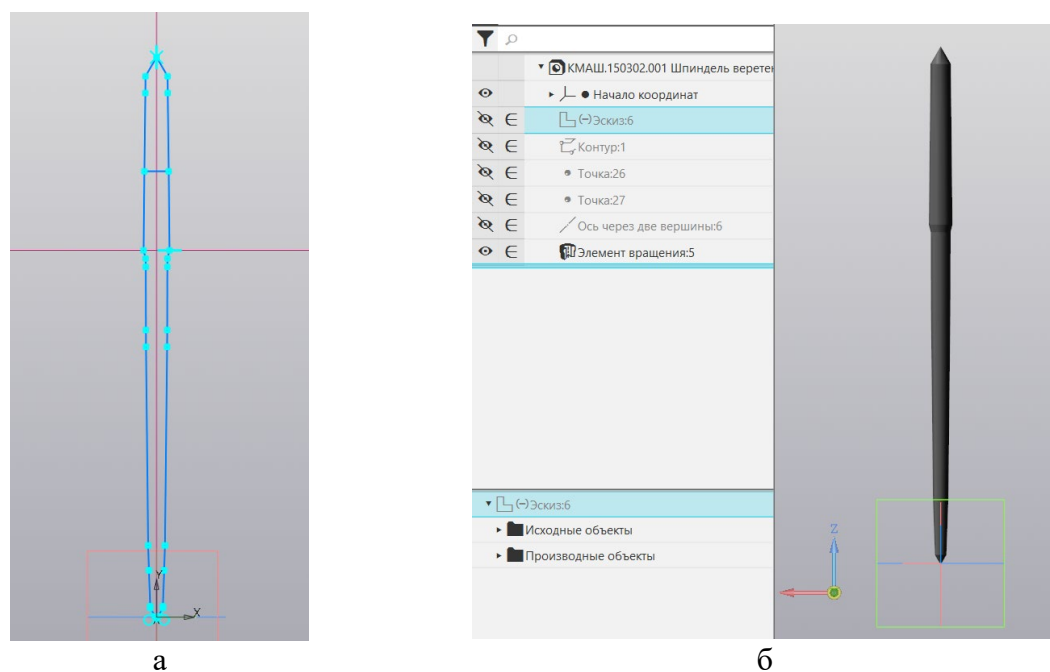 КМАШ.150302.001 Шпиндель веретен
Начало координат
(-)Эскиз:6
Контур:1
Точка:26
Точка:27
Ось через две вершины:6
Элемент вращения:5
(-)Эскиз:6
Исходные объекты
Производные объекты
Y
X
Z
а
б